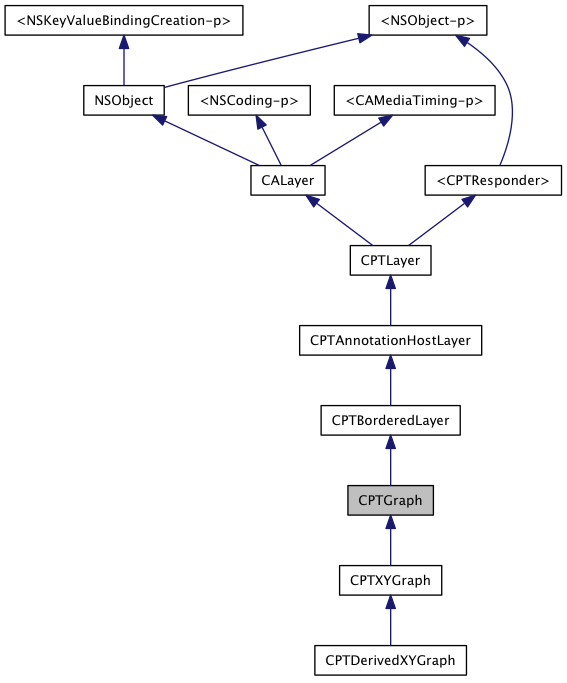 <NSKeyValueBindingCreation-p>
<NSObject-p>
NSObject
<NSCoding-p>
<CAMediaTiming-p>
CALayer
<CPTResponder>
CPTLayer
CPTAnnotationHostLayer
CPTBorderedLayer
CPTGraph
CPTXYGraph
CPTDerivedXYGraph